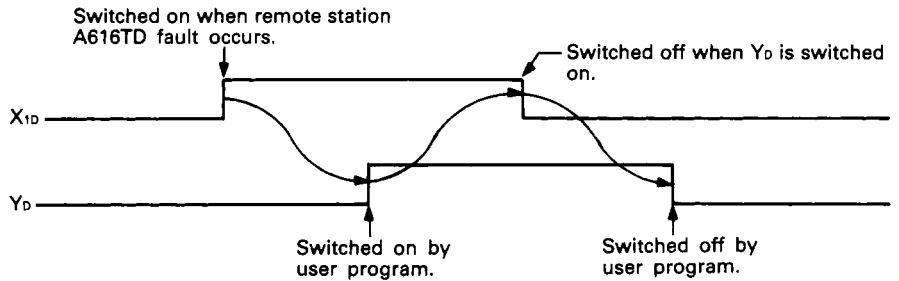 Switched on when remote station
A616TD fault occurs.
Switched off when YD is switched
on.
X1D
YD
Switched on by
user program.
Switched off by
user program.